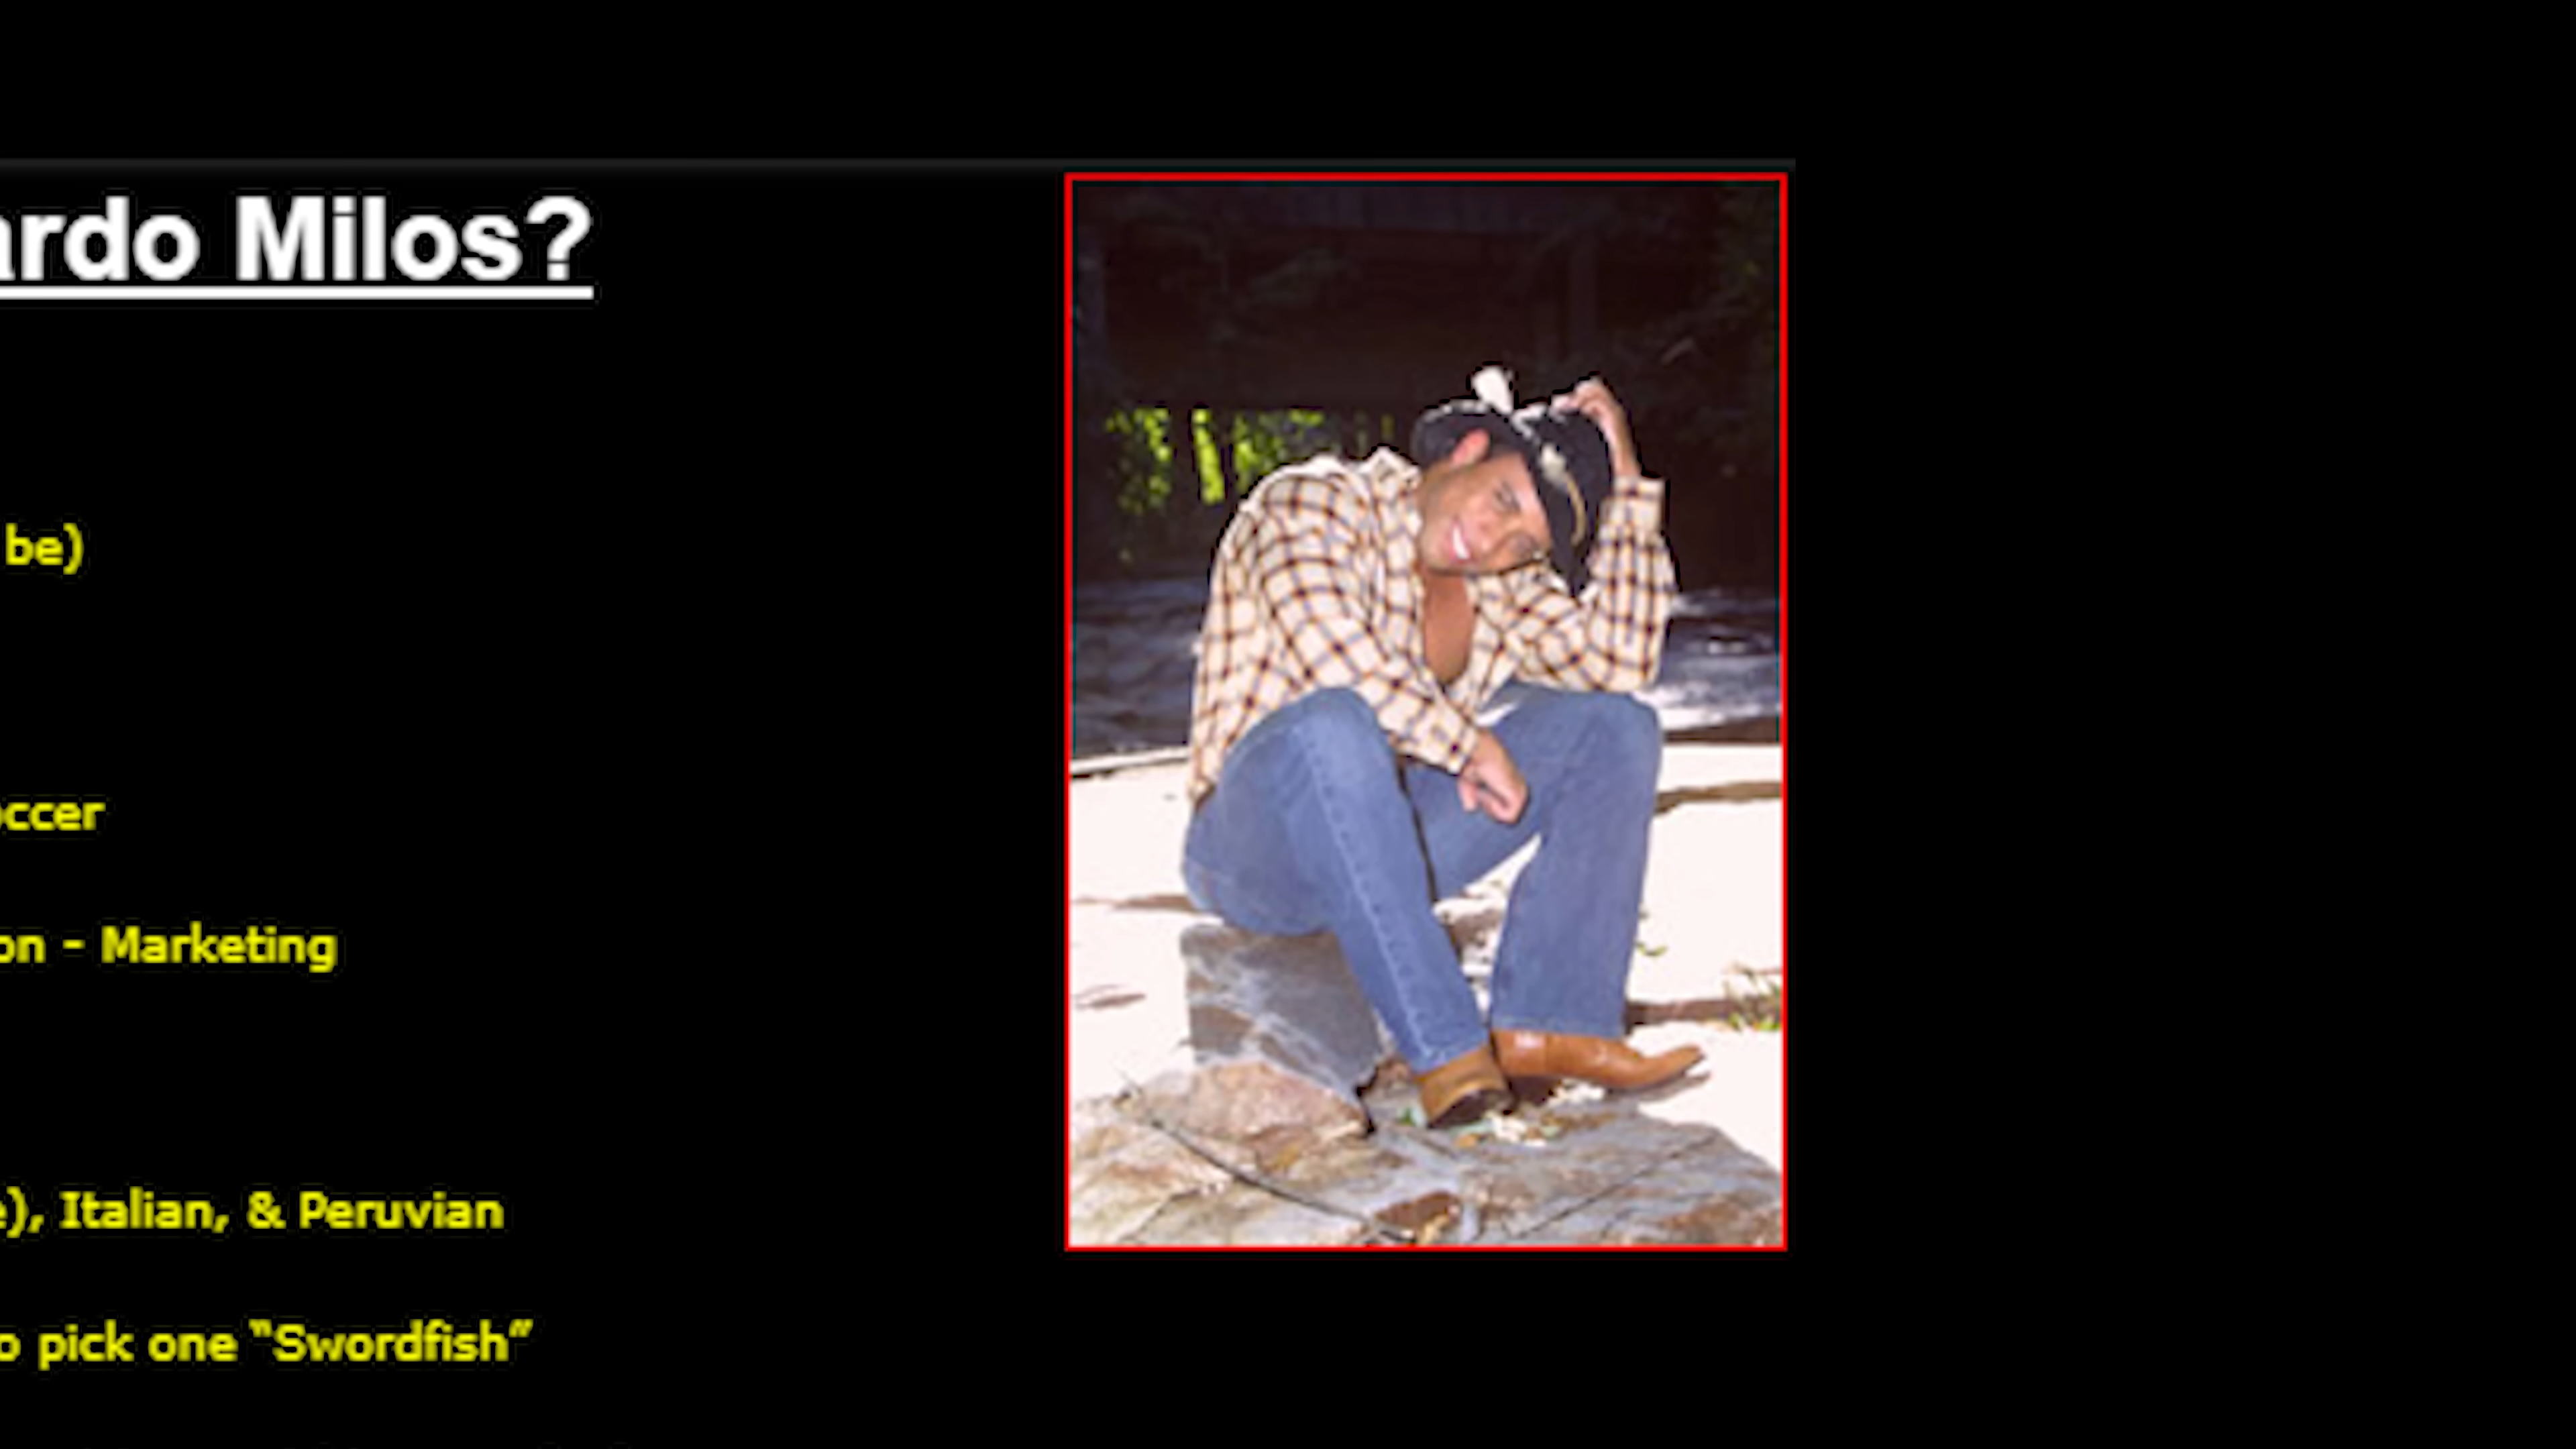 ardo Milos?
be)
occer
on - Marketing
e), Italian, & Peruvian
o pick one “Swordfish”